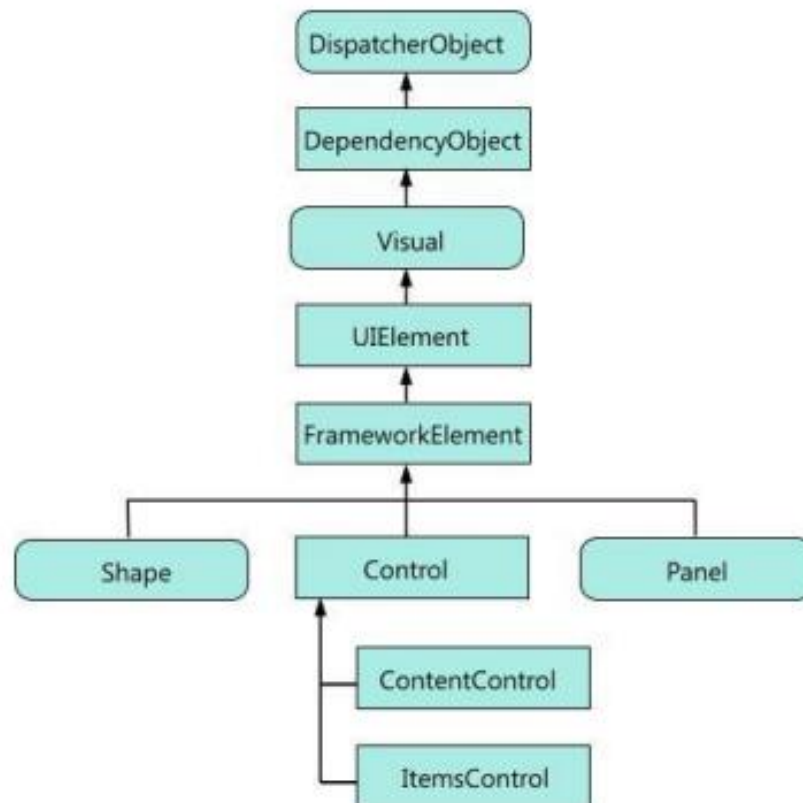 DispatcherObject
DependencyObject
Visual
UIElement
FrameworkElement
Shape
Control
Panel
ContentControl
ItemsControl